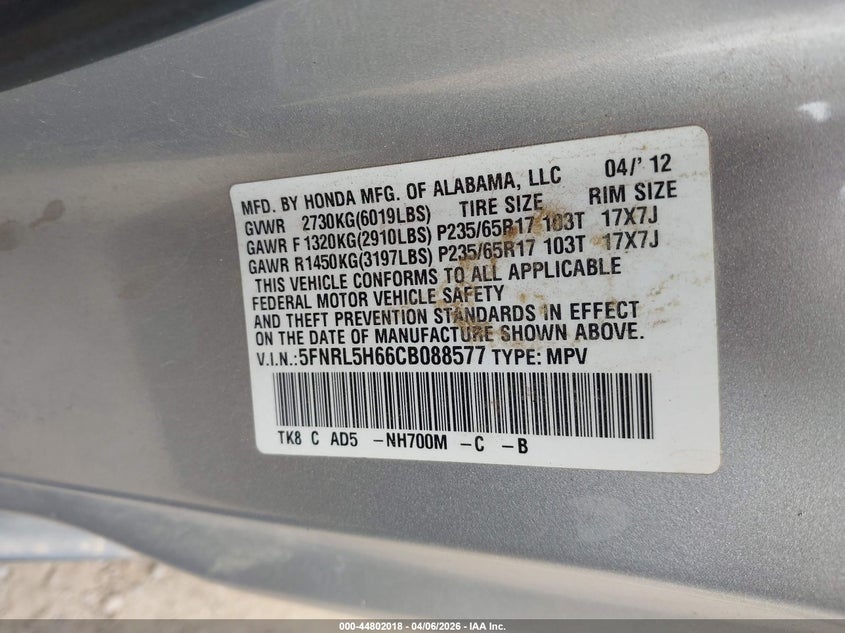 MFD. BY HONDA MFG. OF ALABAMA, LLC 04/' 12
GVWR 2730KG(6019LBS) TIRE SIZE RIM SIZE
GAWR F1320KG(2910LBS) P235/65R17 103T 17X7J
GAWR R1450KG(3197LBS) P235/65R17 103T 17X7J
THIS VEHICLE CONFORMS TO ALL APPLICABLE
FEDERAL MOTOR VEHICLE SAFETY
AND THEFT PREVENTION STANDARDS IN EFFECT
ON THE DATE OF MANUFACTURE SHOWN ABOVE.
V.I.N.:5FNRL5H66CB088577 TYPE: MPV
TK8 C AD5 -NH700M -C -B
000-44802018 - 04/06/2026 - IAA Inc.